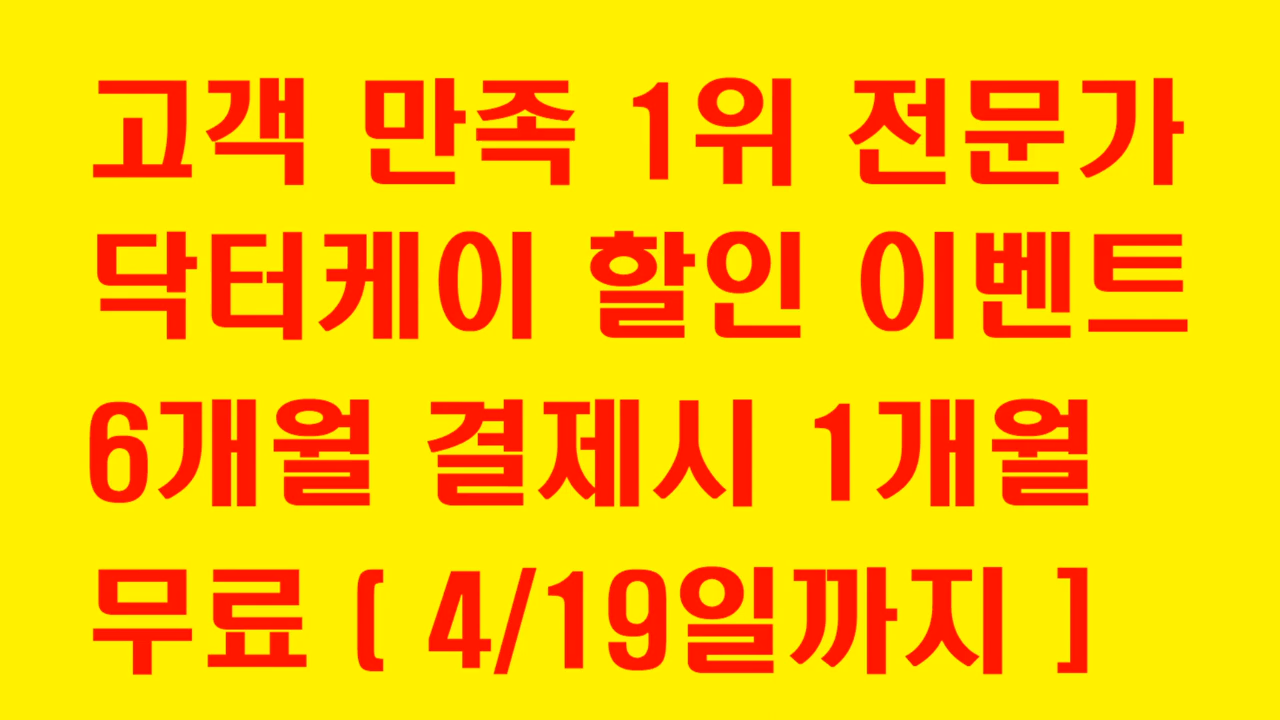 고객 만족 1위 전문가
닥터케이 할인 이벤트
6개월 결제시 1개월
무료 [ 4/19일까지 ]